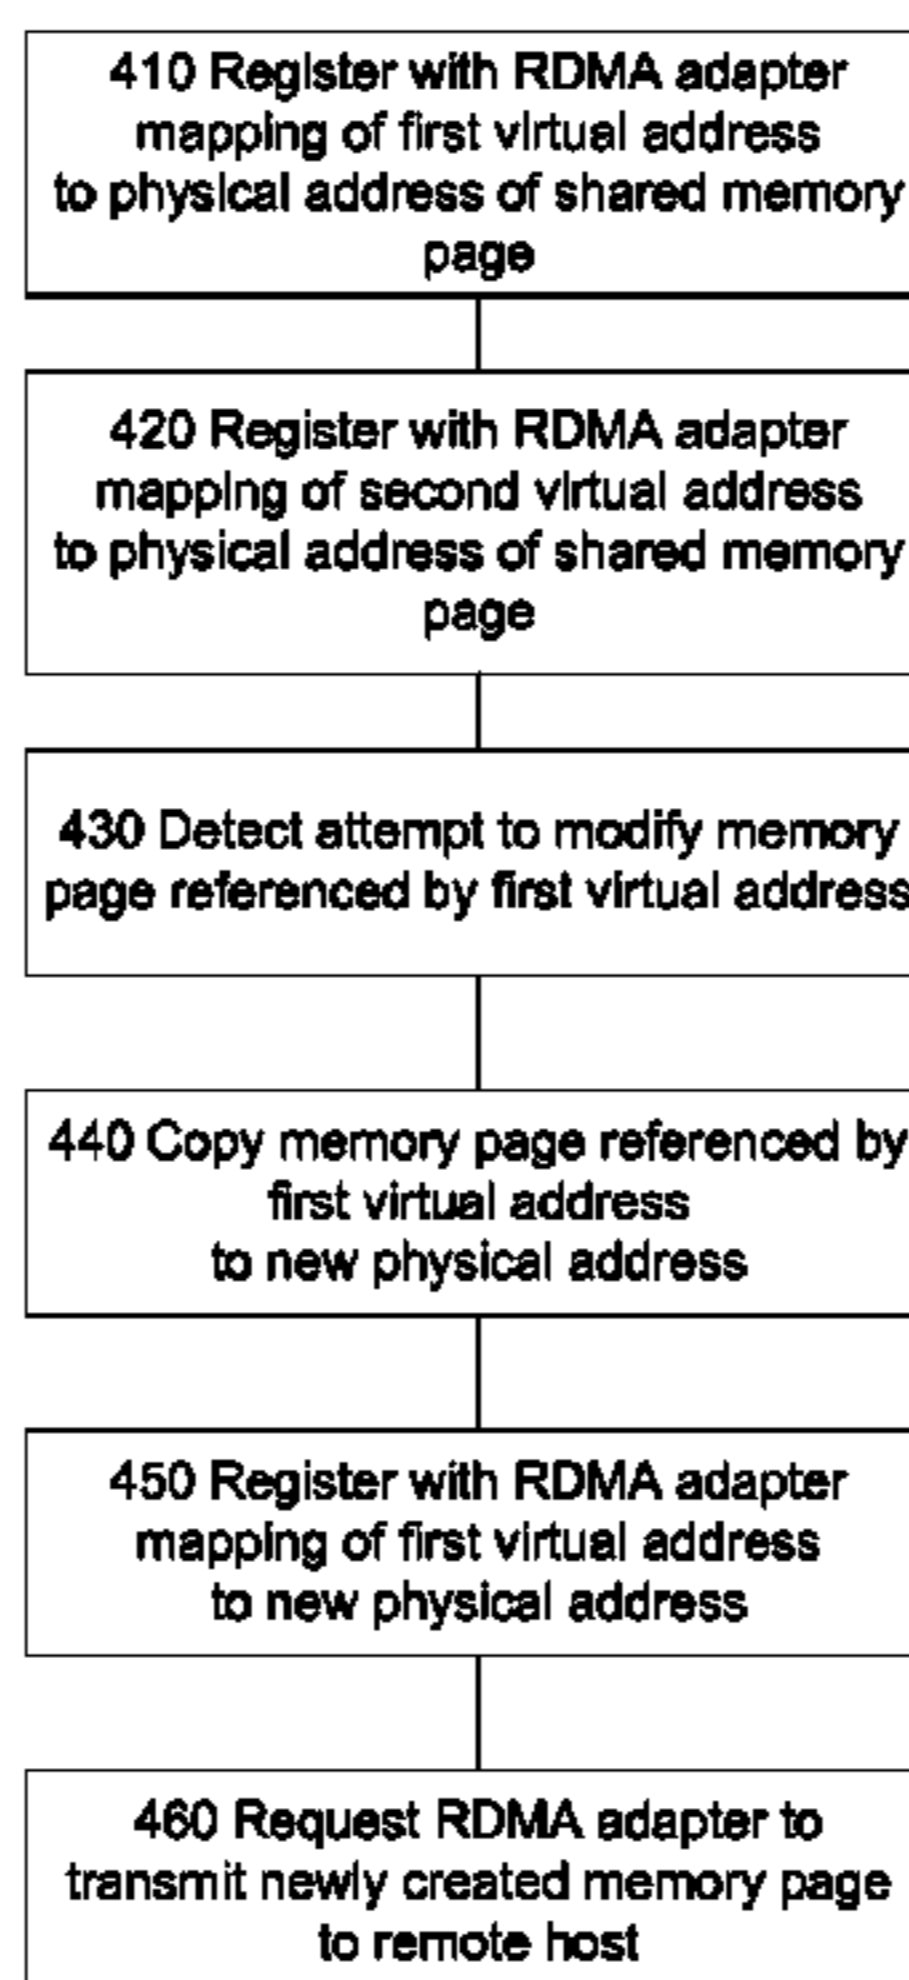 410 Register with RDMA adapter
mapping of first virtual address
to physical address of shared memory
page
420 Register with RDMA adapter
mapping of second virtual address
to physical address of shared memory
page
430 Detect attempt to modify memory
page referenced by first virtual address
440 Copy memory page referenced by
first virtual address
to new physical address
450 Register with RDMA adapter
mapping of first virtual address
to new physical address
460 Request RDMA adapter to
transmit newly created memory page
to remote host